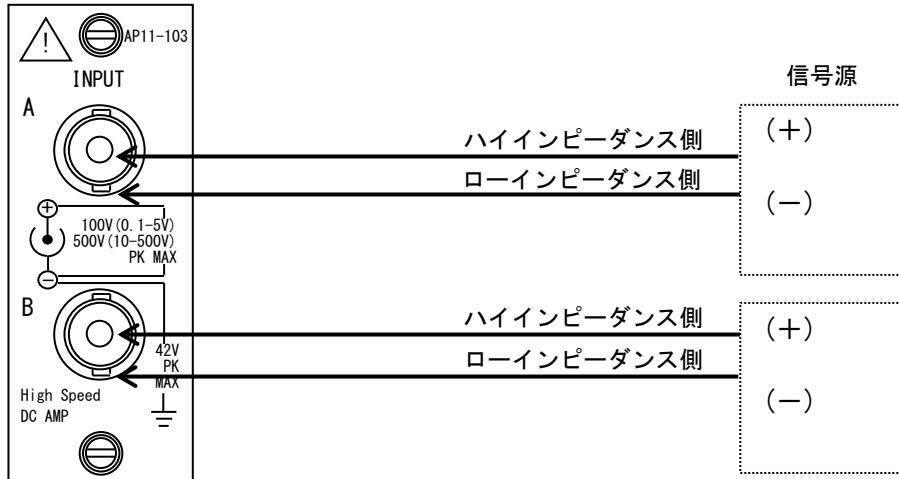 !
AP11-103
INPUT
A
100V(0.1-5V)
500V(10-500V)
PK MAX
B
42V
PK
MAX
High Speed
DC AMP
信号源
ハイインピーダンス側
(+)
ローインピーダンス側
(-)
ハイインピーダンス側
(+)
ローインピーダンス側
(-)